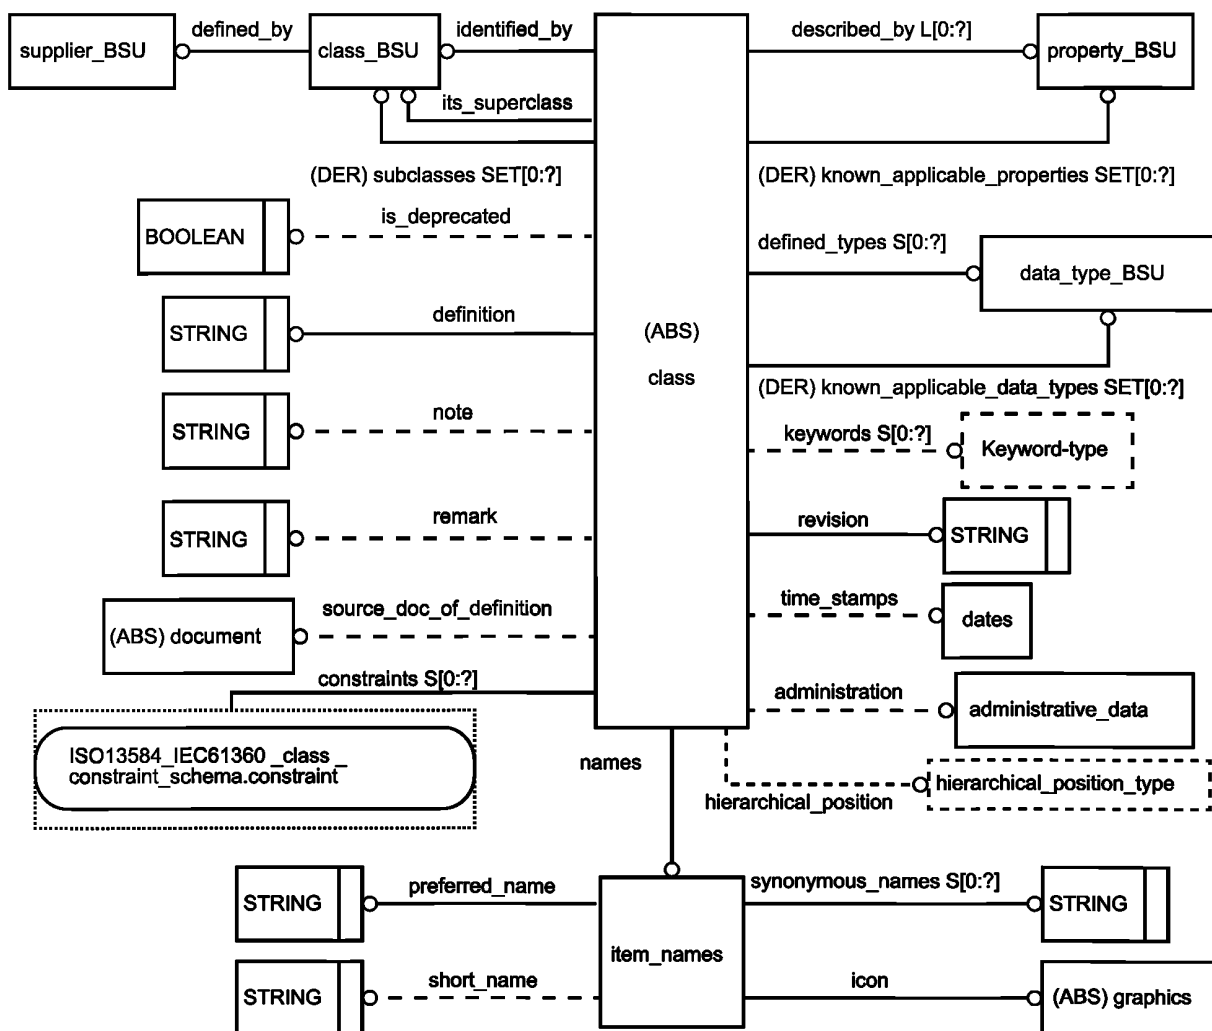 supplier_BSU
defined_by
class_BSU
identified_by
described_by L[0:?]
property_BSU
its_superclass
(DER) subclasses SET[0:?]
(DER) known_applicable_properties SET[0:?]
BOOLEAN
is_deprecated
defined_types S[0:?]
data_type_BSU
STRING
definition
(ABS)
class
(DER) known_applicable_data_types SET[0:?]
STRING
note
keywords S[0:?]
Keyword-type
STRING
remark
revision
STRING
(ABS) document
source_doc_of_definition
time_stamps
dates
constraints S[0:?]
administration
administrative_data
ISO13584_IEC61360 _class _
constraint_schema.constraint
names
hierarchical_position
hierarchical_position_type
STRING
preferred_name
item_names
synonymous_names S[0:?]
STRING
STRING
short_name
icon
(ABS) graphics